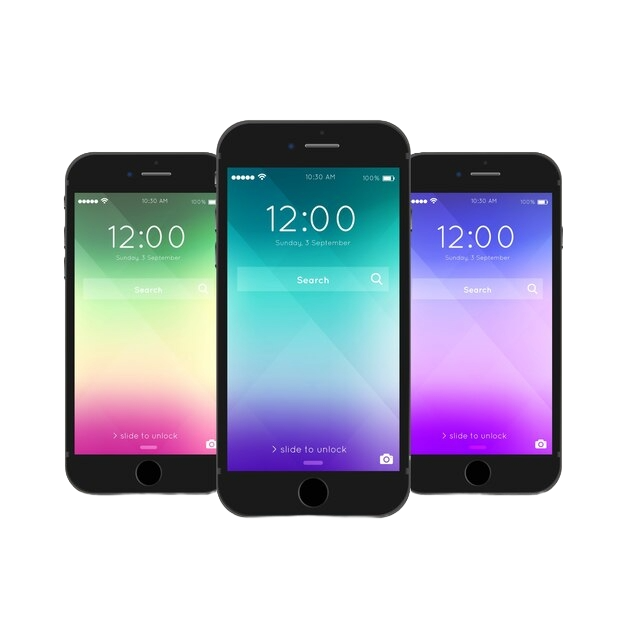 10:30 AM 100%
12:00
Sunday, 3 September
Search
> slide to unlock
10:30 AM 100%
12:00
Sunday, 3 September
Search
> slide to unlock
10:30 AM 100%
12:00
Sunday, 3 September
Search
> slide to unlock